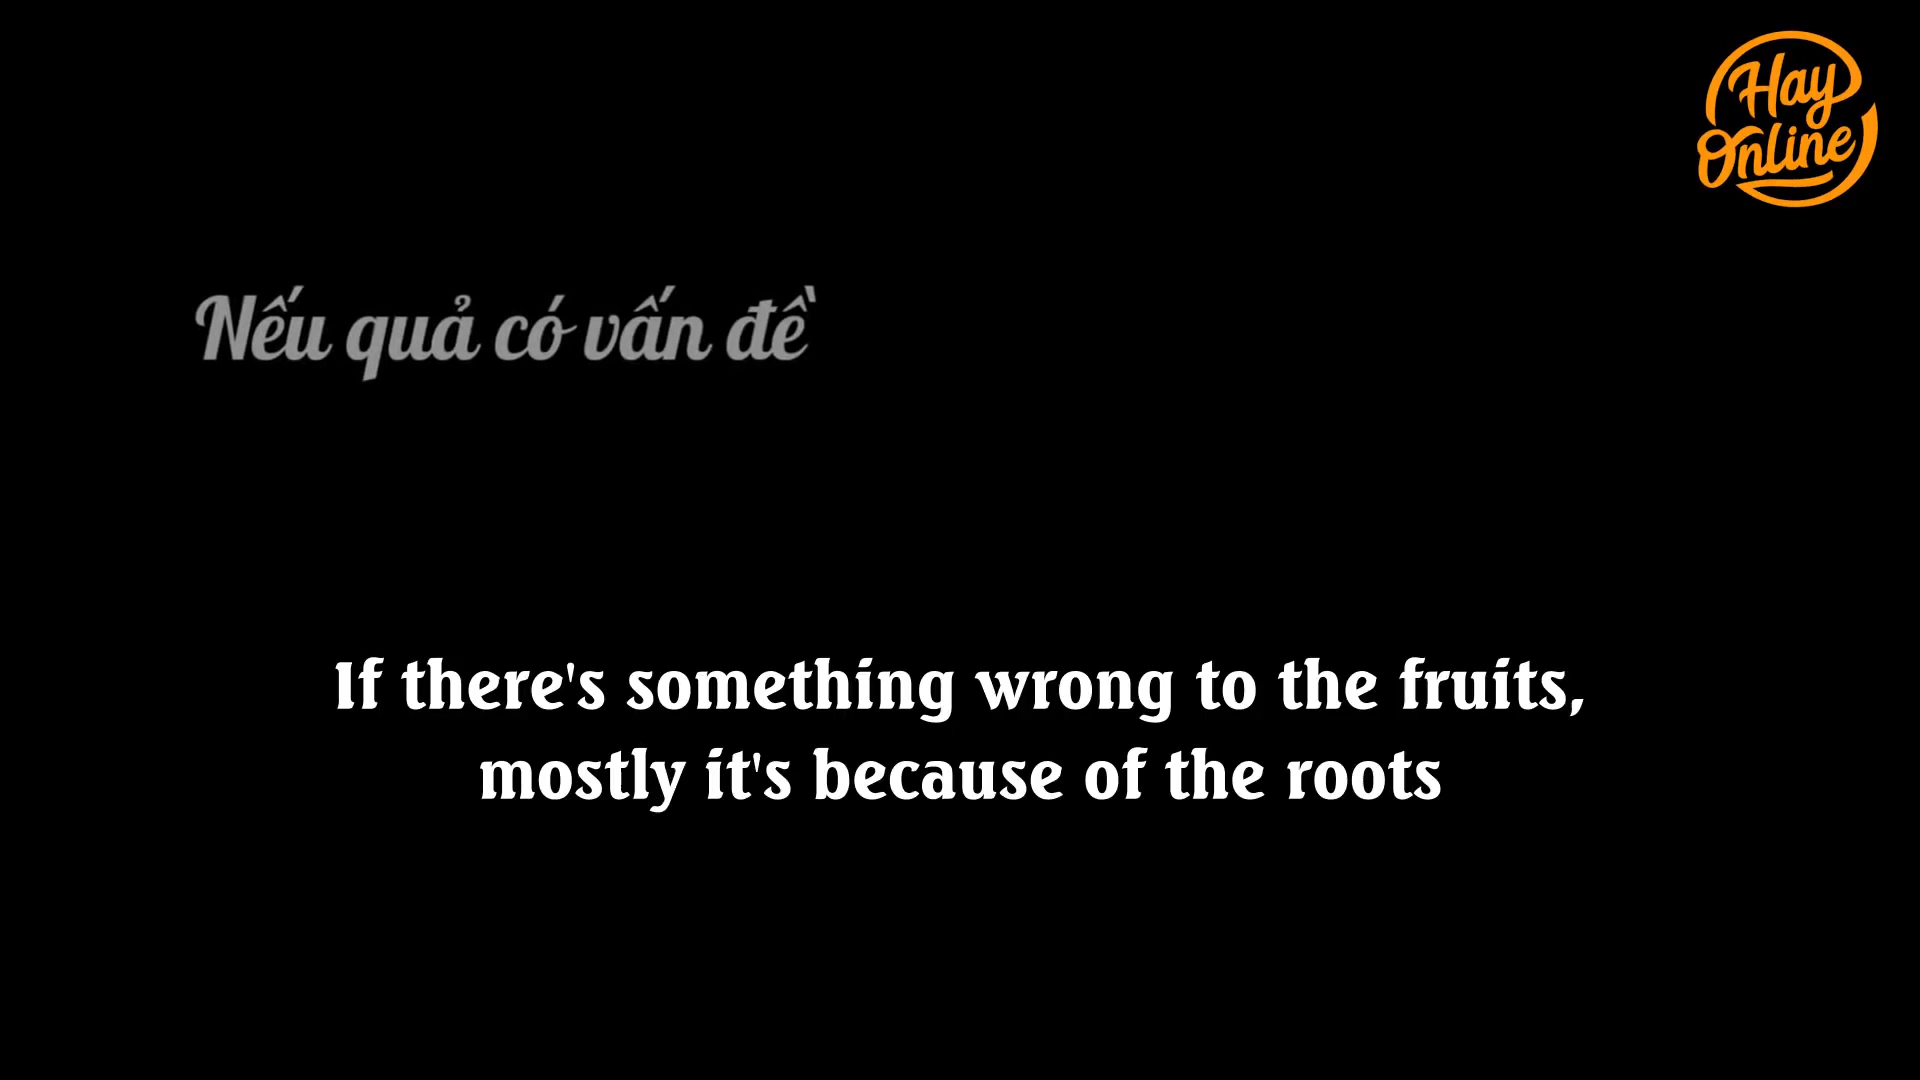 Hay
Online
Nếu quả có vấn đề
If there's something wrong to the fruits,
mostly it's because of the roots